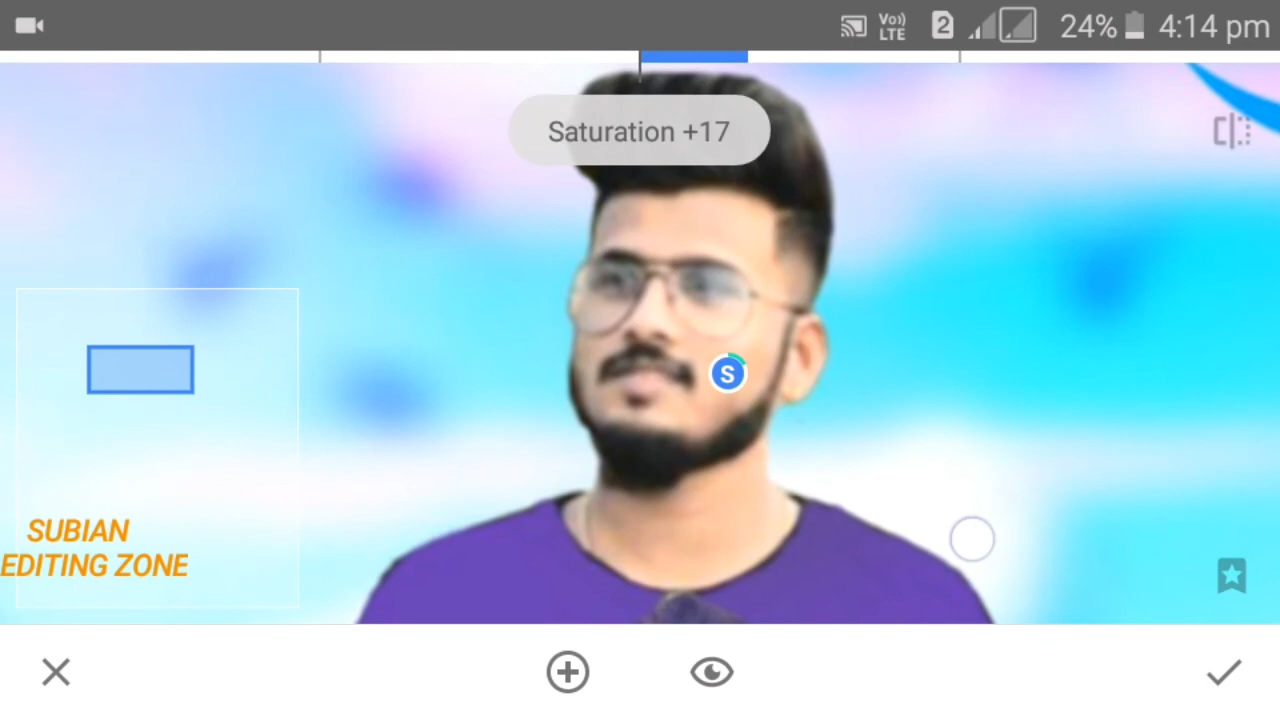 Vo)) LTE 2 24% 4:14 pm
Saturation +17
S
SUBIAN
EDITING ZONE